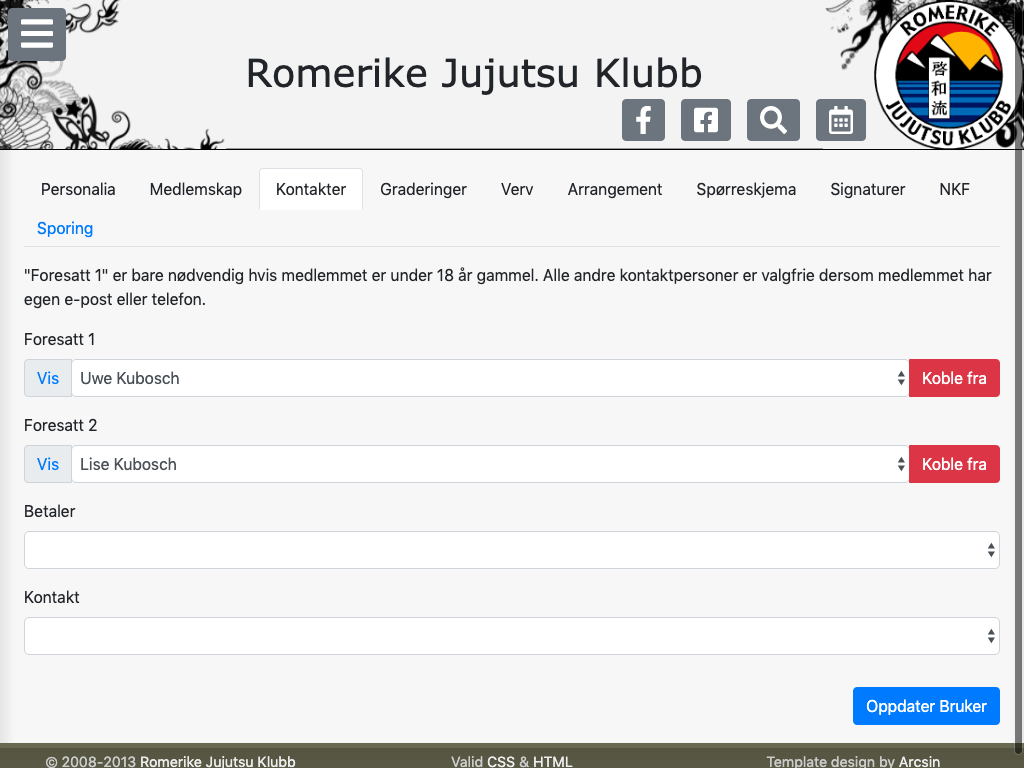 Romerike Jujutsu Klubb
ROMERIKE
啓和流
JUJUTSU KLUBB
Personalia Medlemskap Kontakter Graderinger Verv Arrangement Spørreskjema Signaturer NKF
Sporing
"Foresatt 1" er bare nødvendig hvis medlemmet er under 18 år gammel. Alle andre kontaktpersoner er valgfrie dersom medlemmet har
egen e-post eller telefon.
Foresatt 1
Vis Uwe Kubosch Koble fra
Foresatt 2
Vis Lise Kubosch Koble fra
Betaler
Kontakt
Oppdater Bruker
© 2008-2013 Romerike Jujutsu Klubb Valid CSS & HTML Template design by Arcsin